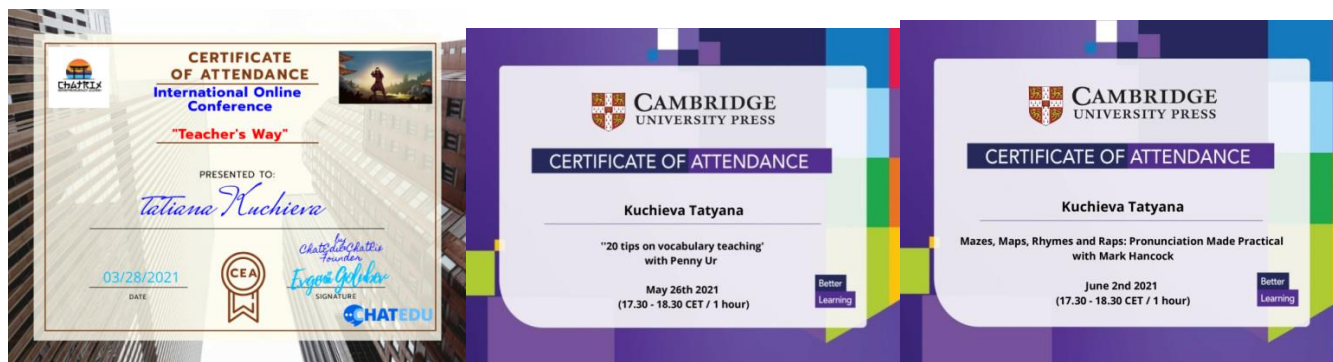 CHATRIX
CERTIFICATE
OF ATTENDANCE
International Online
Conference
"Teacher's Way"
PRESENTED TO:
Tatiana Kuchieva
03/28/2021
DATE
CEA
by
ChatEdu&ChatRix
Founder
SIGNATURE
CHATEDU
CAMBRIDGE
UNIVERSITY PRESS
CERTIFICATE OF ATTENDANCE
Kuchieva Tatyana
"20 tips on vocabulary teaching'
with Penny Ur
May 26th 2021
(17.30 - 18.30 CET / 1 hour)
Better
Learning
CAMBRIDGE
UNIVERSITY PRESS
CERTIFICATE OF ATTENDANCE
Kuchieva Tatyana
Mazes, Maps, Rhymes and Raps: Pronunciation Made Practical
with Mark Hancock
June 2nd 2021
(17.30 - 18.30 CET / 1 hour)
Better
Learning